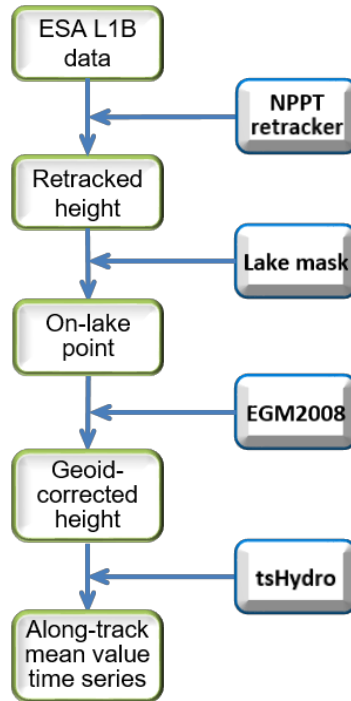 ESA L1B
data
NPPT
retracker
Retracked
height
Lake mask
On-lake
point
EGM2008
Geoid-
corrected
height
tsHydro
Along-track
mean value
time series